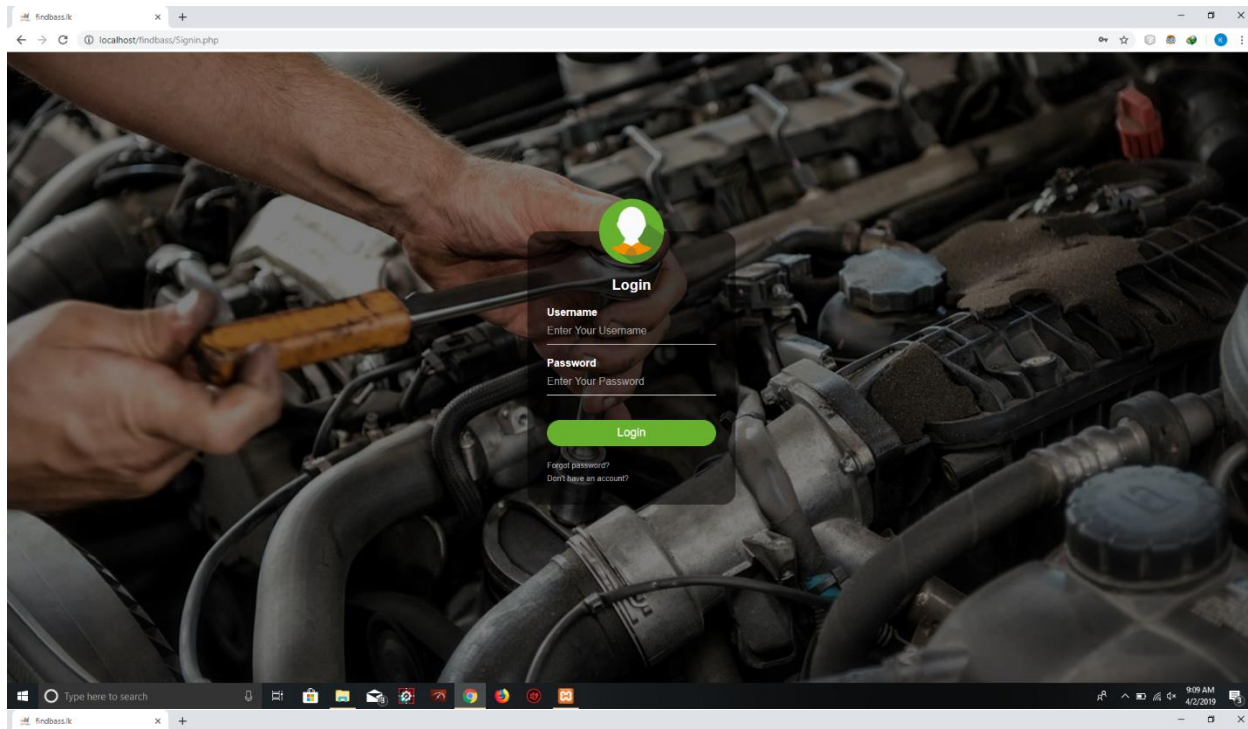 findbass.lk
localhost/findbass/Signin.php
Login
Username
Enter Your Username
Password
Enter Your Password
Login
Forgot password?
Don't have an account?
Type here to search
9:09 AM
4/2/2019
findbass.lk